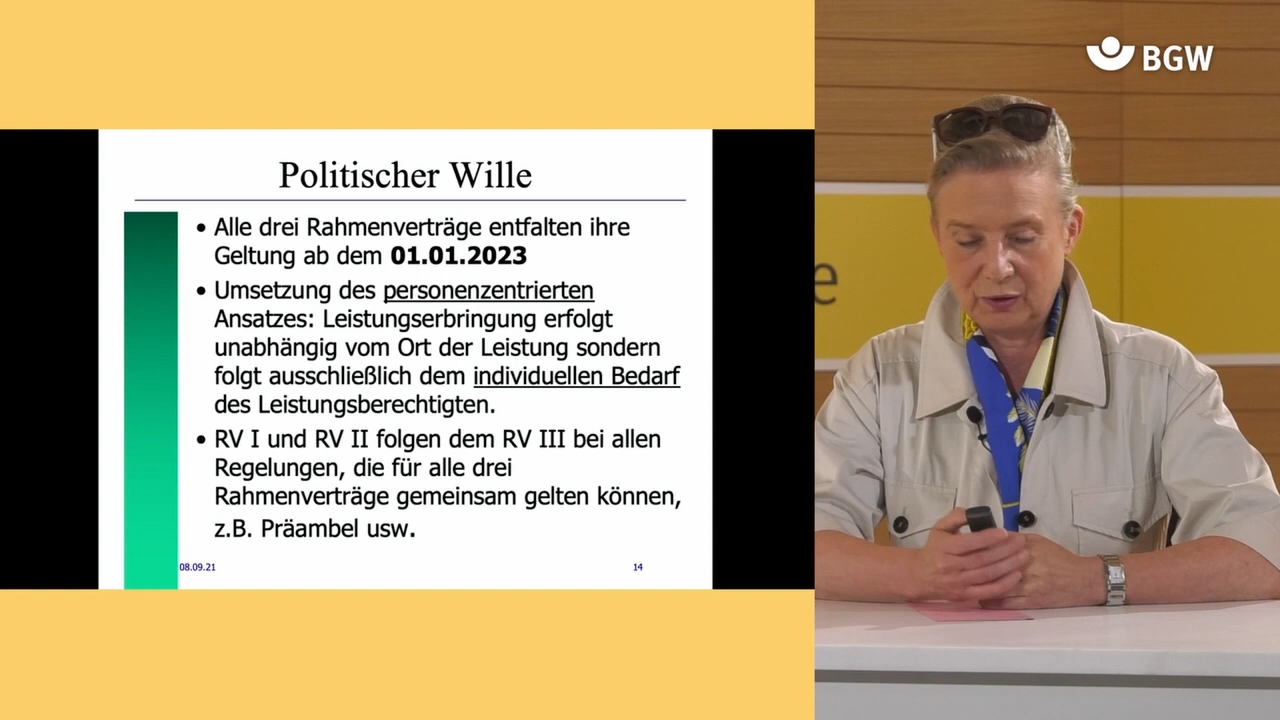 BGW
Politischer Wille
• Alle drei Rahmenverträge entfalten ihre
Geltung ab dem 01.01.2023
• Umsetzung des personenzentrierten
Ansatzes: Leistungserbringung erfolgt
unabhängig vom Ort der Leistung sondern
folgt ausschließlich dem individuellen Bedarf
des Leistungsberechtigten.
• RV I und RV II folgen dem RV III bei allen
Regelungen, die für alle drei
Rahmenverträge gemeinsam gelten können,
z.B. Präambel usw.
08.09.21
14
e